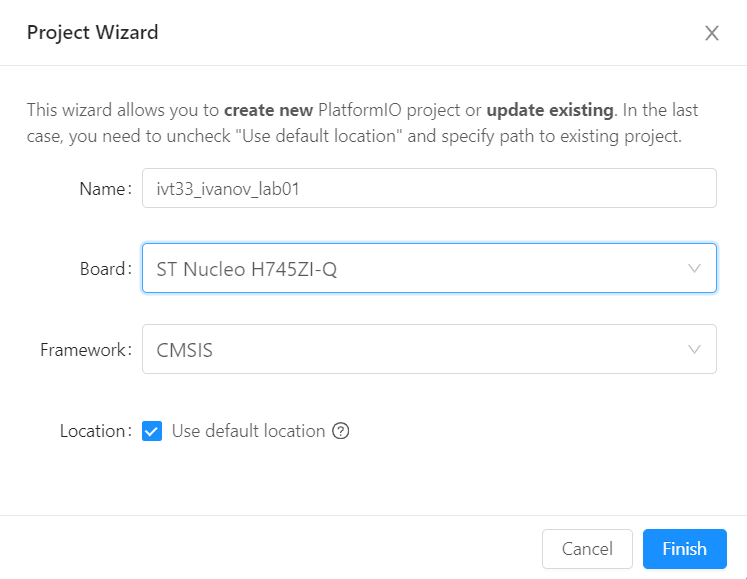 Project Wizard
This wizard allows you to create new PlatformIO project or update existing. In the last
case, you need to uncheck "Use default location" and specify path to existing project.
Name: ivt33_ivanov_lab01
Board: ST Nucleo H745ZI-Q
Framework: CMSIS
Location: Use default location ?
Cancel Finish